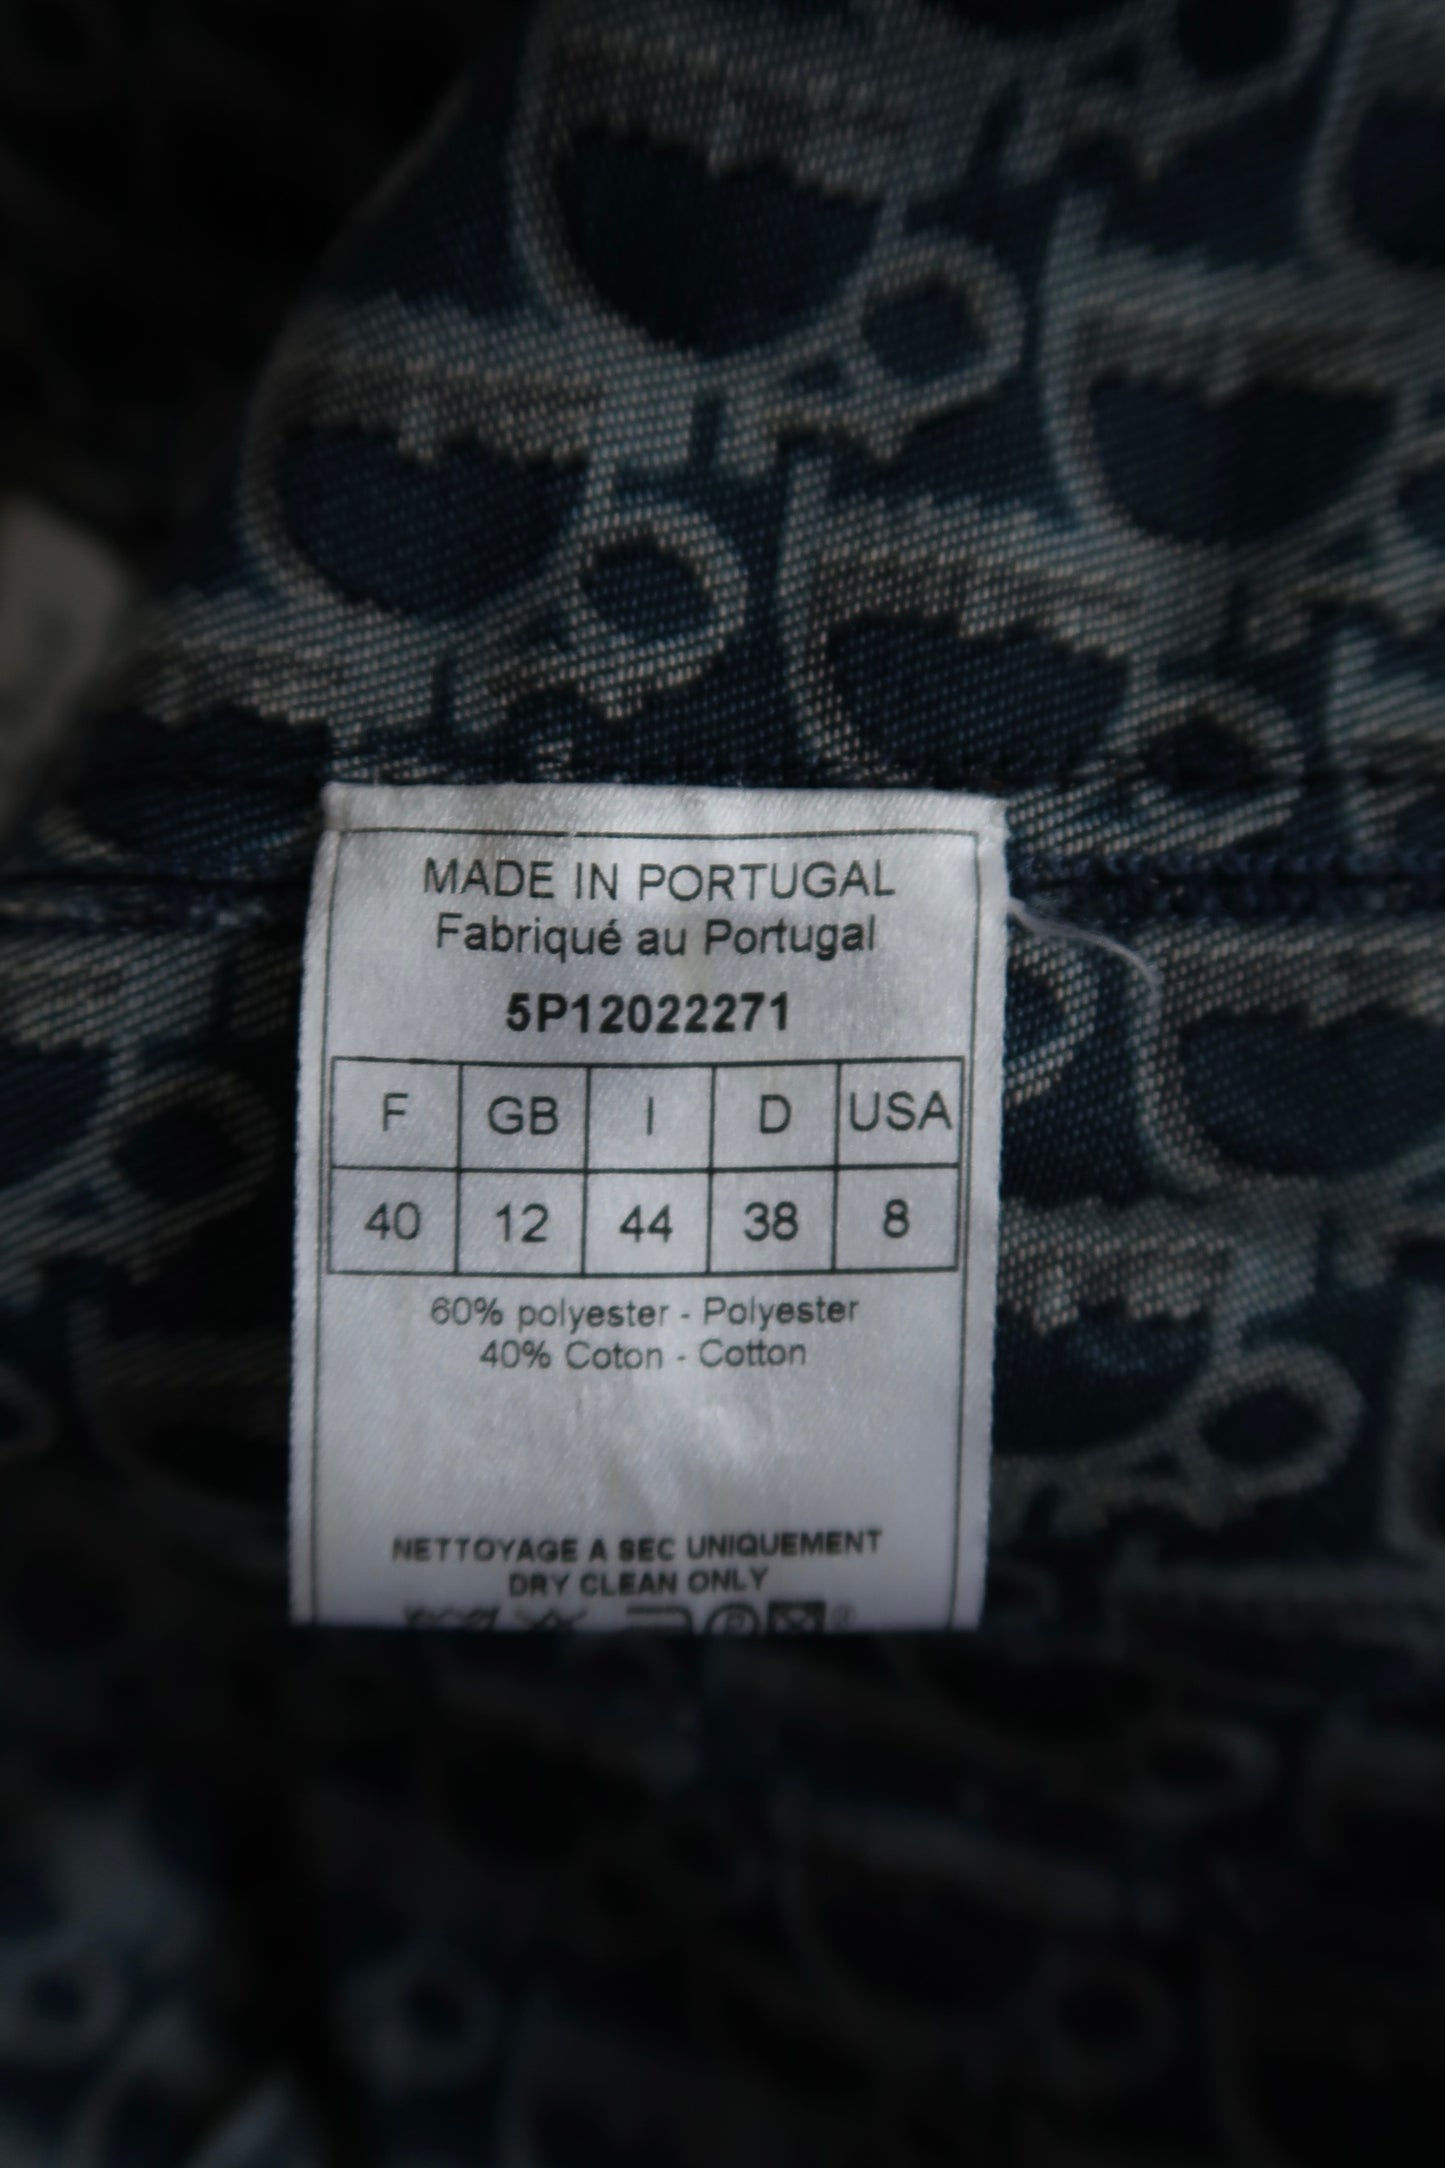 MADE IN PORTUGAL
Fabriqué au Portugal
5P12022271
F GB I D USA
40 12 44 38 8
60% polyester - Polyester
40% Coton - Cotton
NETTOYAGE A SEC UNIQUEMENT
DRY CLEAN ONLY